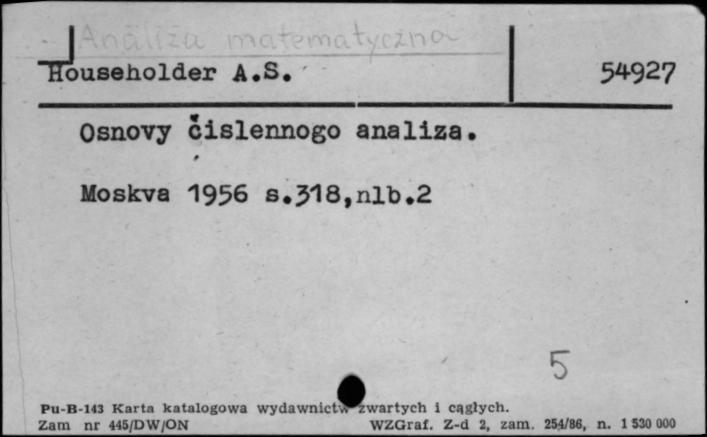 Analiza matematyczna
Householder A.S.
54927
Osnovy čislennogo analiza.
Moskva 1956 s.318,nlb.2
5
Pu-B-143 Karta katalogowa wydawnictw zwartych i cągłych.
Zam nr 445/DW/ON WZGraf. Z-d 2, zam. 254/86, n. 1 530 000